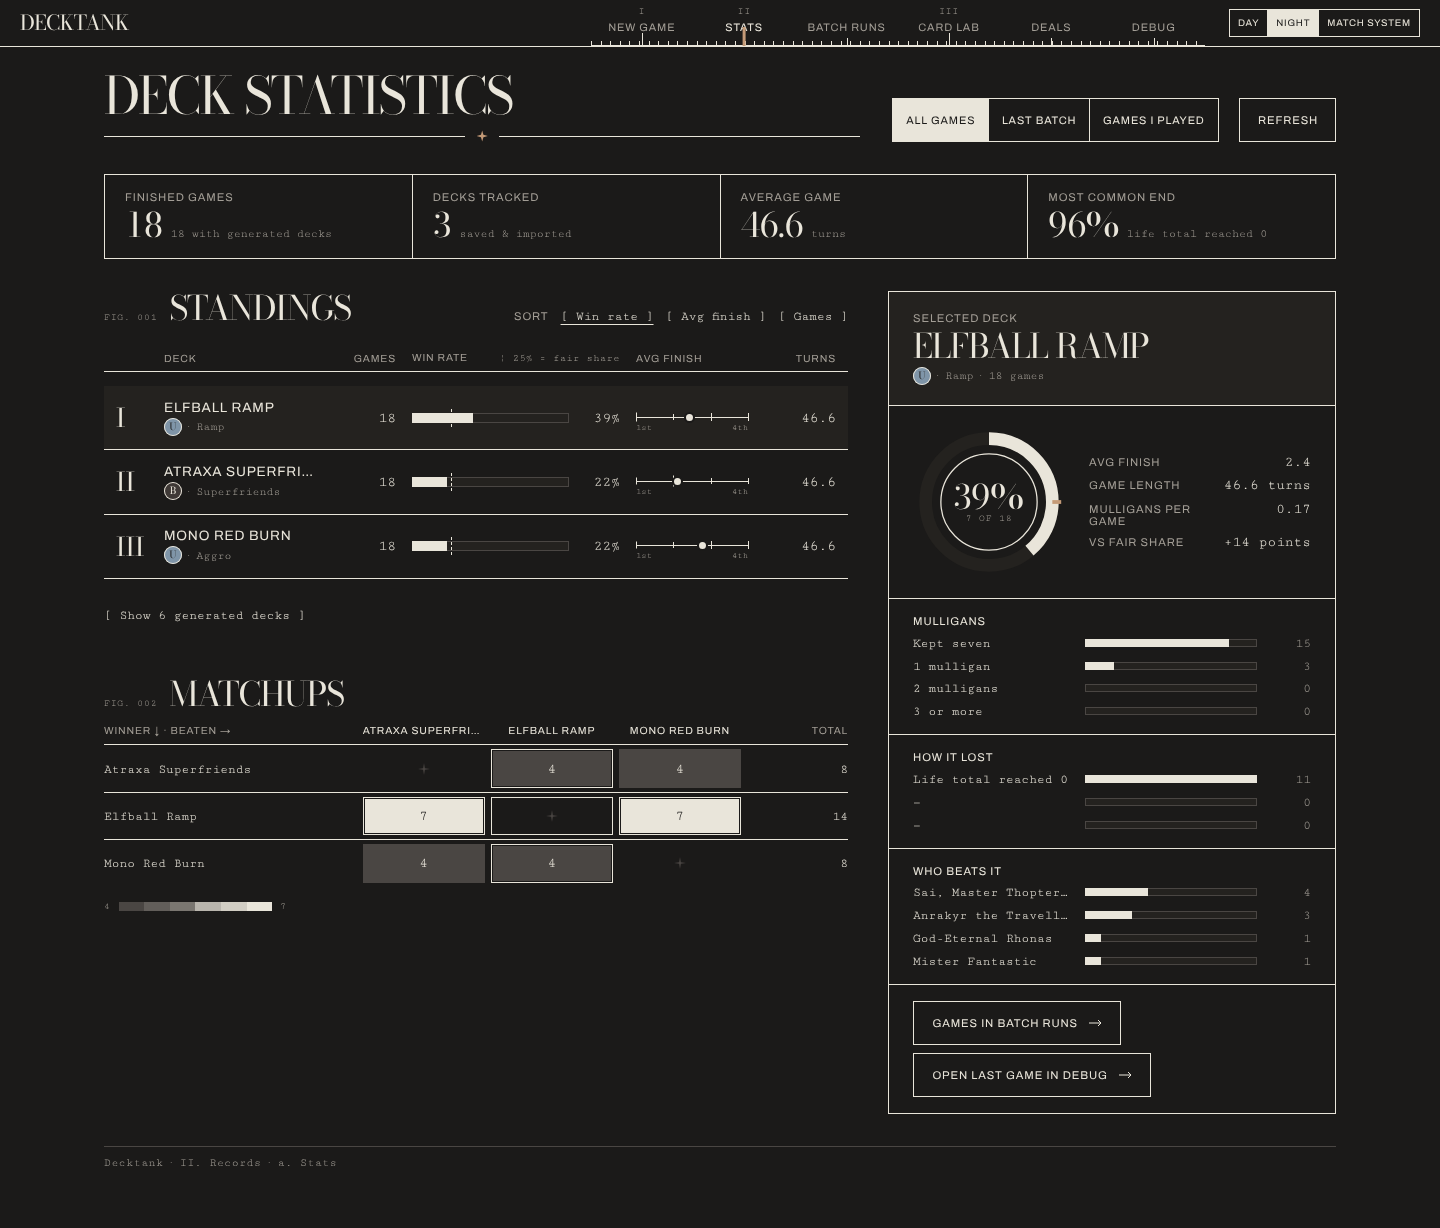 DECKTANK
I
II
III
NEW GAME
STATS
BATCH RUNS
CARD LAB
DEALS
DEBUG
DAY
NIGHT
MATCH SYSTEM
DECK STATISTICS
ALL GAMES
LAST BATCH
GAMES I PLAYED
REFRESH
FINISHED GAMES
18 18 with generated decks
DECKS TRACKED
3 saved & imported
AVERAGE GAME
46.6 turns
MOST COMMON END
96% life total reached 0
FIG. 001 STANDINGS
SORT [ Win rate ] [ Avg finish ] [ Games ]
DECK GAMES WIN RATE ¦ 25% = fair share AVG FINISH TURNS
I ELFBALL RAMP 18 39% 1st 4th 46.6
U · Ramp
II ATRAXA SUPERFRI… 18 22% 1st 4th 46.6
B · Superfriends
III MONO RED BURN 18 22% 1st 4th 46.6
U · Aggro
[ Show 6 generated decks ]
FIG. 002 MATCHUPS
WINNER ↓ · BEATEN → ATRAXA SUPERFRI… ELFBALL RAMP MONO RED BURN TOTAL
Atraxa Superfriends + 4 4 8
Elfball Ramp 7 + 7 14
Mono Red Burn 4 4 + 8
4 7
SELECTED DECK
ELFBALL RAMP
U · Ramp · 18 games
39%
7 OF 18
AVG FINISH 2.4
GAME LENGTH 46.6 turns
MULLIGANS PER GAME 0.17
VS FAIR SHARE +14 points
MULLIGANS
Kept seven 15
1 mulligan 3
2 mulligans 0
3 or more 0
HOW IT LOST
Life total reached 0 11
– 0
– 0
WHO BEATS IT
Sai, Master Thopter… 4
Anrakyr the Travell… 3
God-Eternal Rhonas 1
Mister Fantastic 1
GAMES IN BATCH RUNS →
OPEN LAST GAME IN DEBUG →
Decktank · II. Records · a. Stats